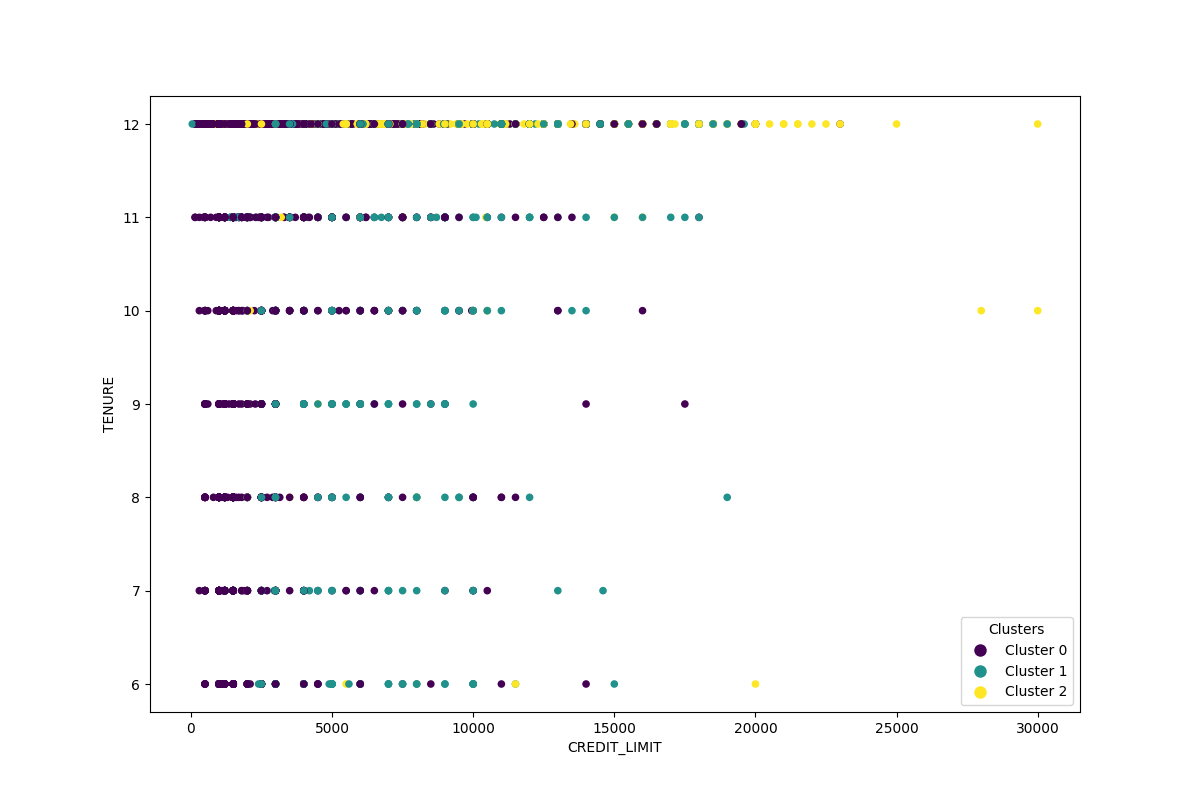 12
11
10
9
8
7
6
TENURE
0 5000 10000 15000 20000 25000 30000
CREDIT_LIMIT
Clusters
Cluster 0
Cluster 1
Cluster 2